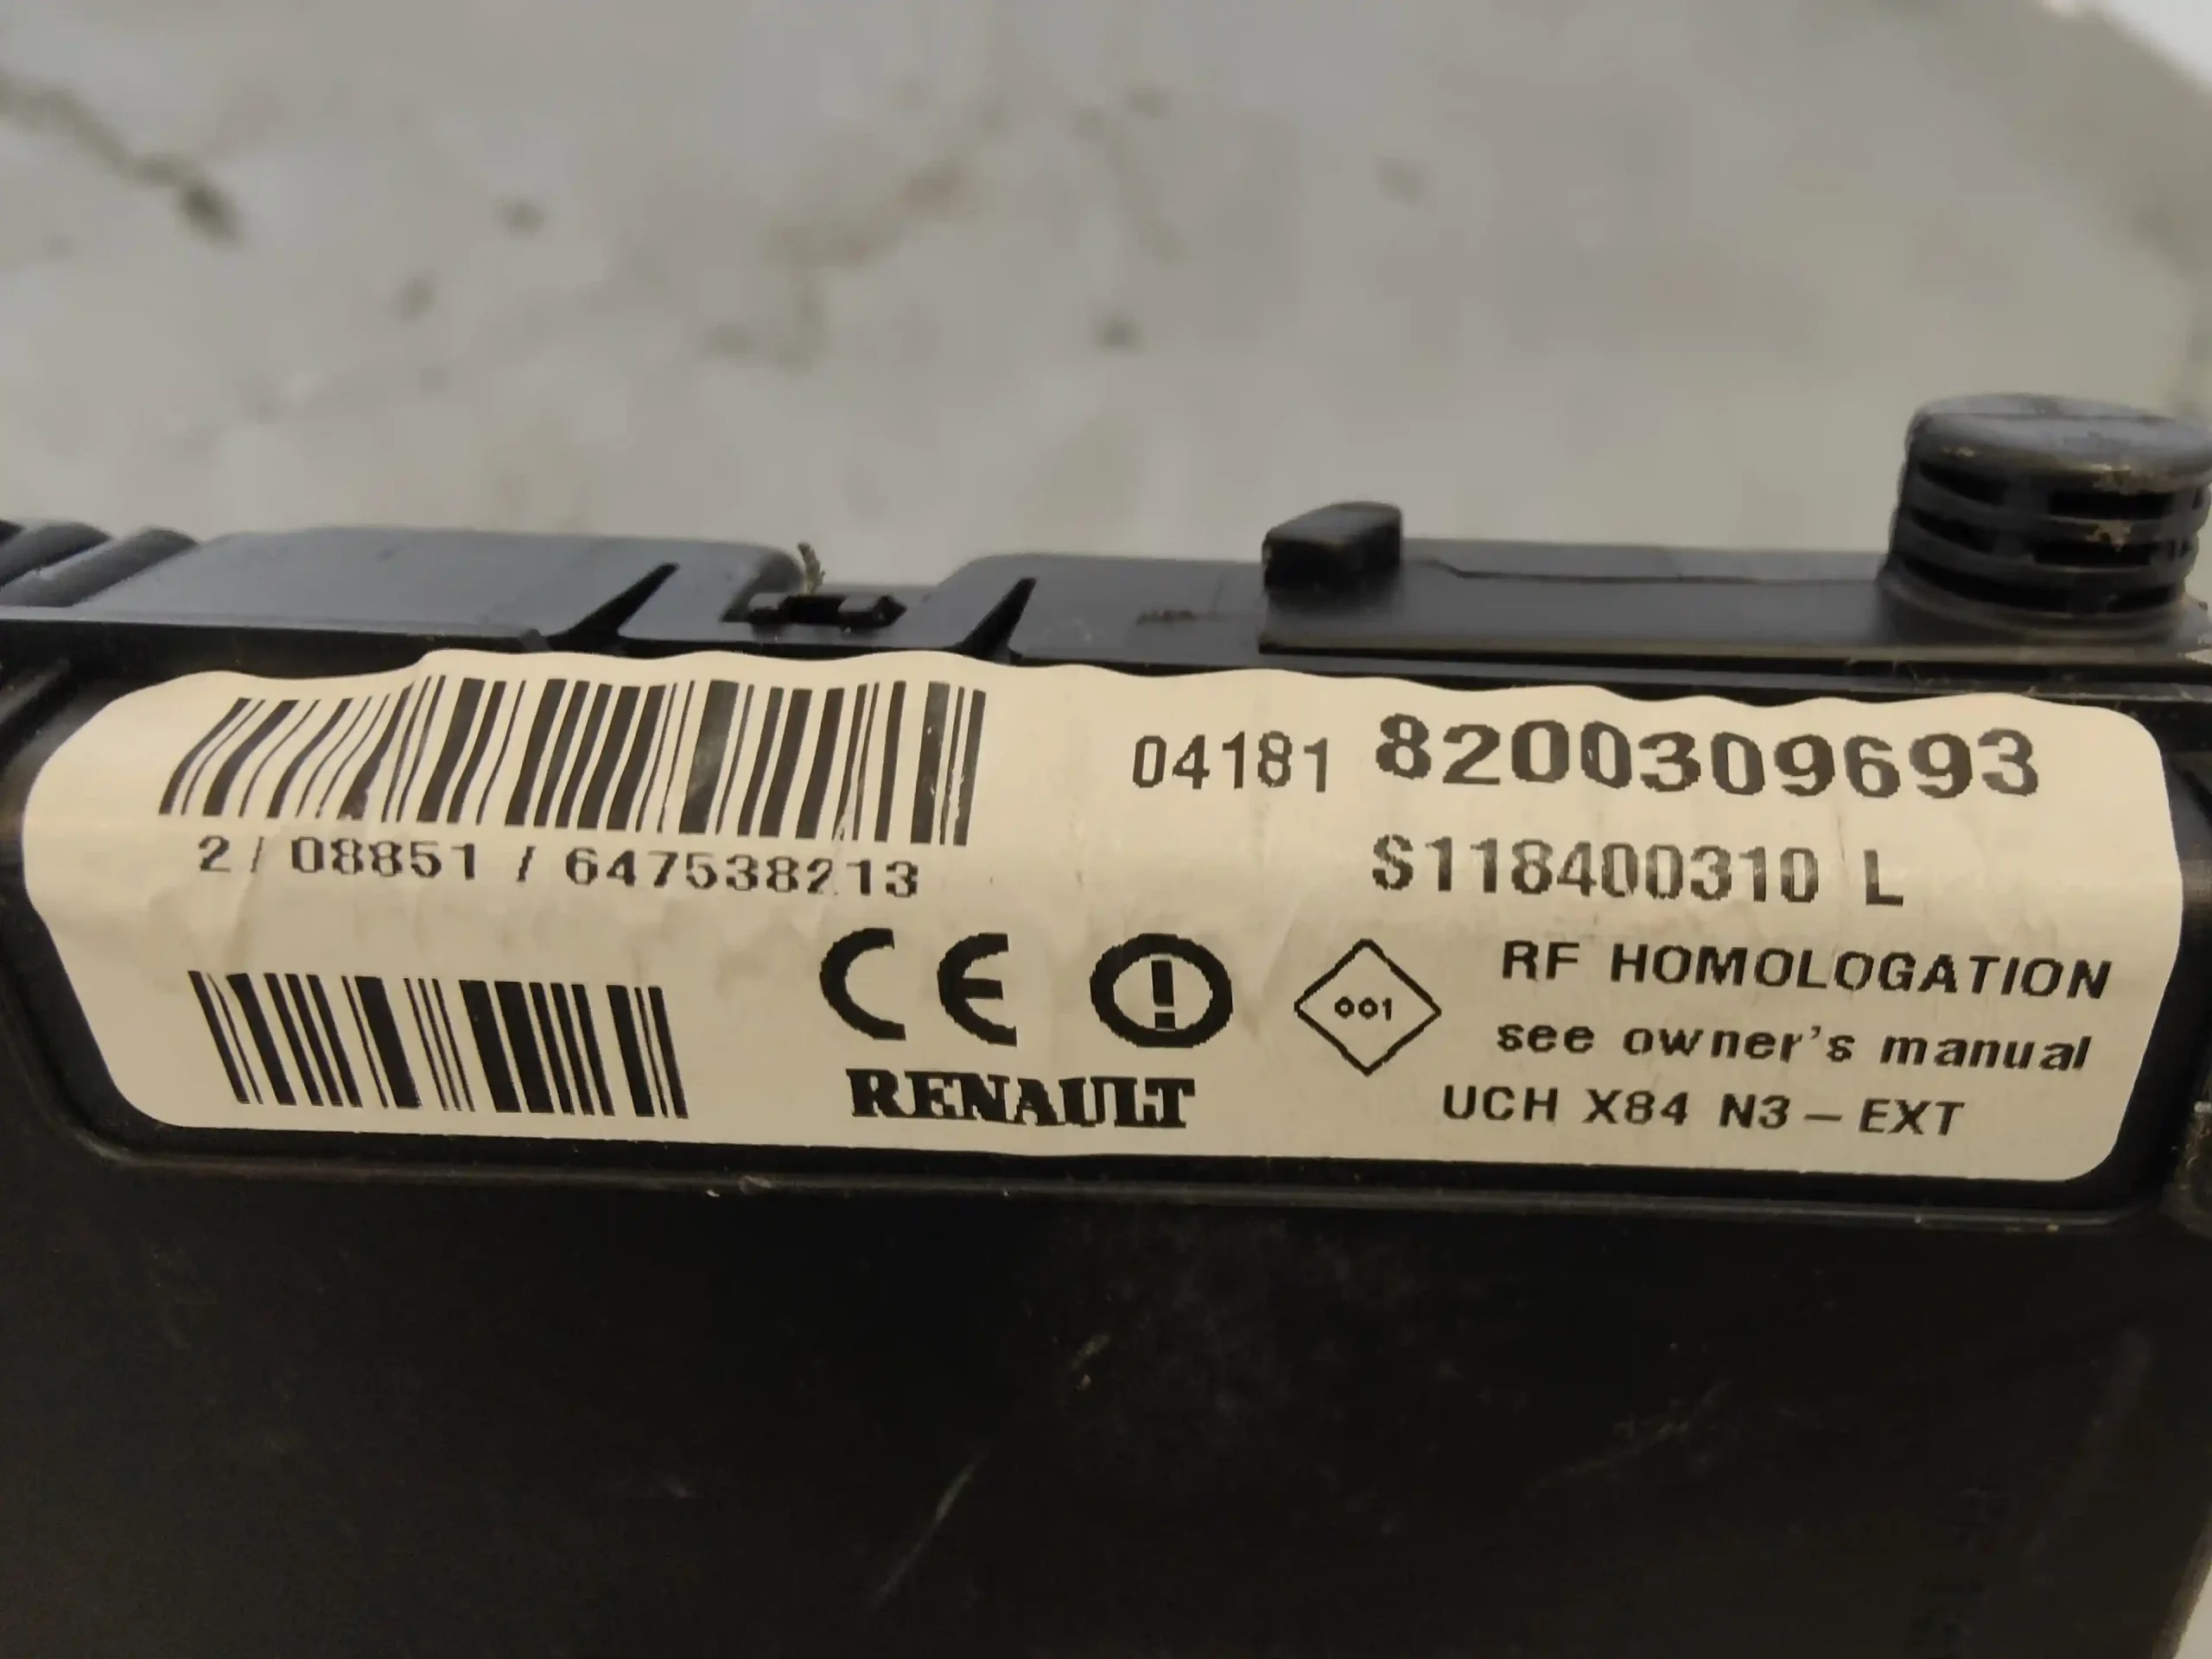 04181 8200309693
2 / 08851 / 647538213
S118400310 L
CE
001
RF HOMOLOGATION
see owner's manual
RENAULT
UCH X84 N3-EXT